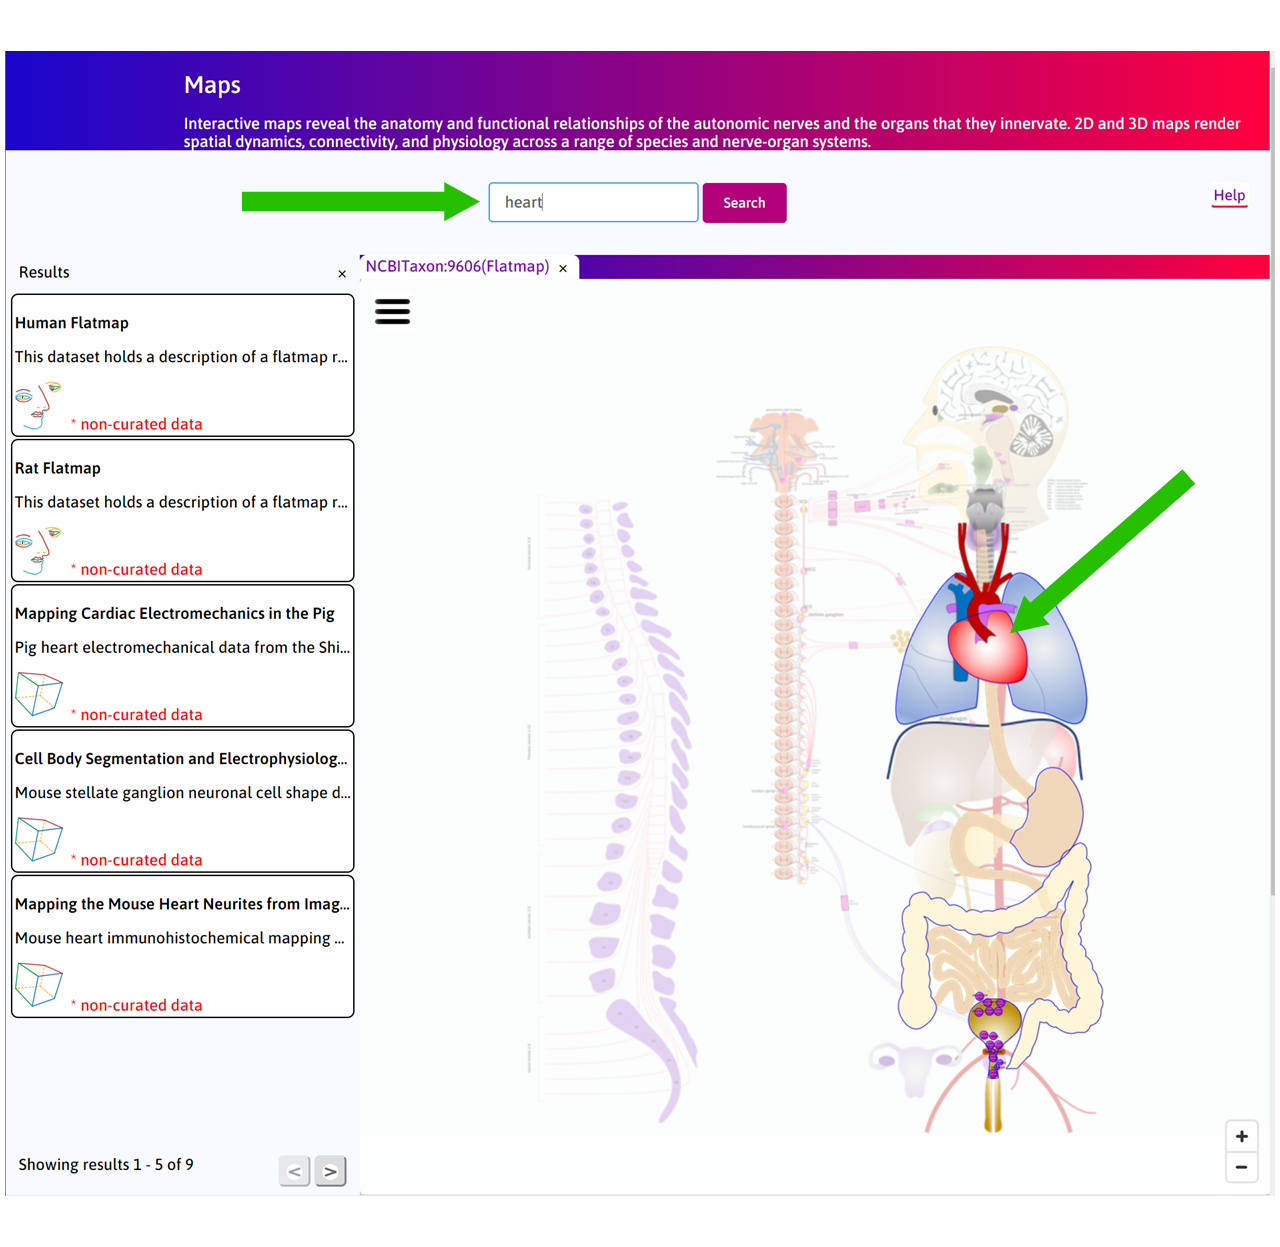 Maps
Interactive maps reveal the anatomy and functional relationships of the autonomic nerves and the organs that they innervate. 2D and 3D maps render
spatial dynamics, connectivity, and physiology across a range of species and nerve-organ systems.
heart
Search
Help
Results
×
NCBITaxon:9606(Flatmap) ×
Human Flatmap
This dataset holds a description of a flatmap r...
* non-curated data
Rat Flatmap
This dataset holds a description of a flatmap r...
* non-curated data
Mapping Cardiac Electromechanics in the Pig
Pig heart electromechanical data from the Shi...
* non-curated data
Cell Body Segmentation and Electrophysiolog...
Mouse stellate ganglion neuronal cell shape d...
* non-curated data
Mapping the Mouse Heart Neurites from Imag...
Mouse heart immunohistochemical mapping ...
* non-curated data
Showing results 1 - 5 of 9
< >
+
−